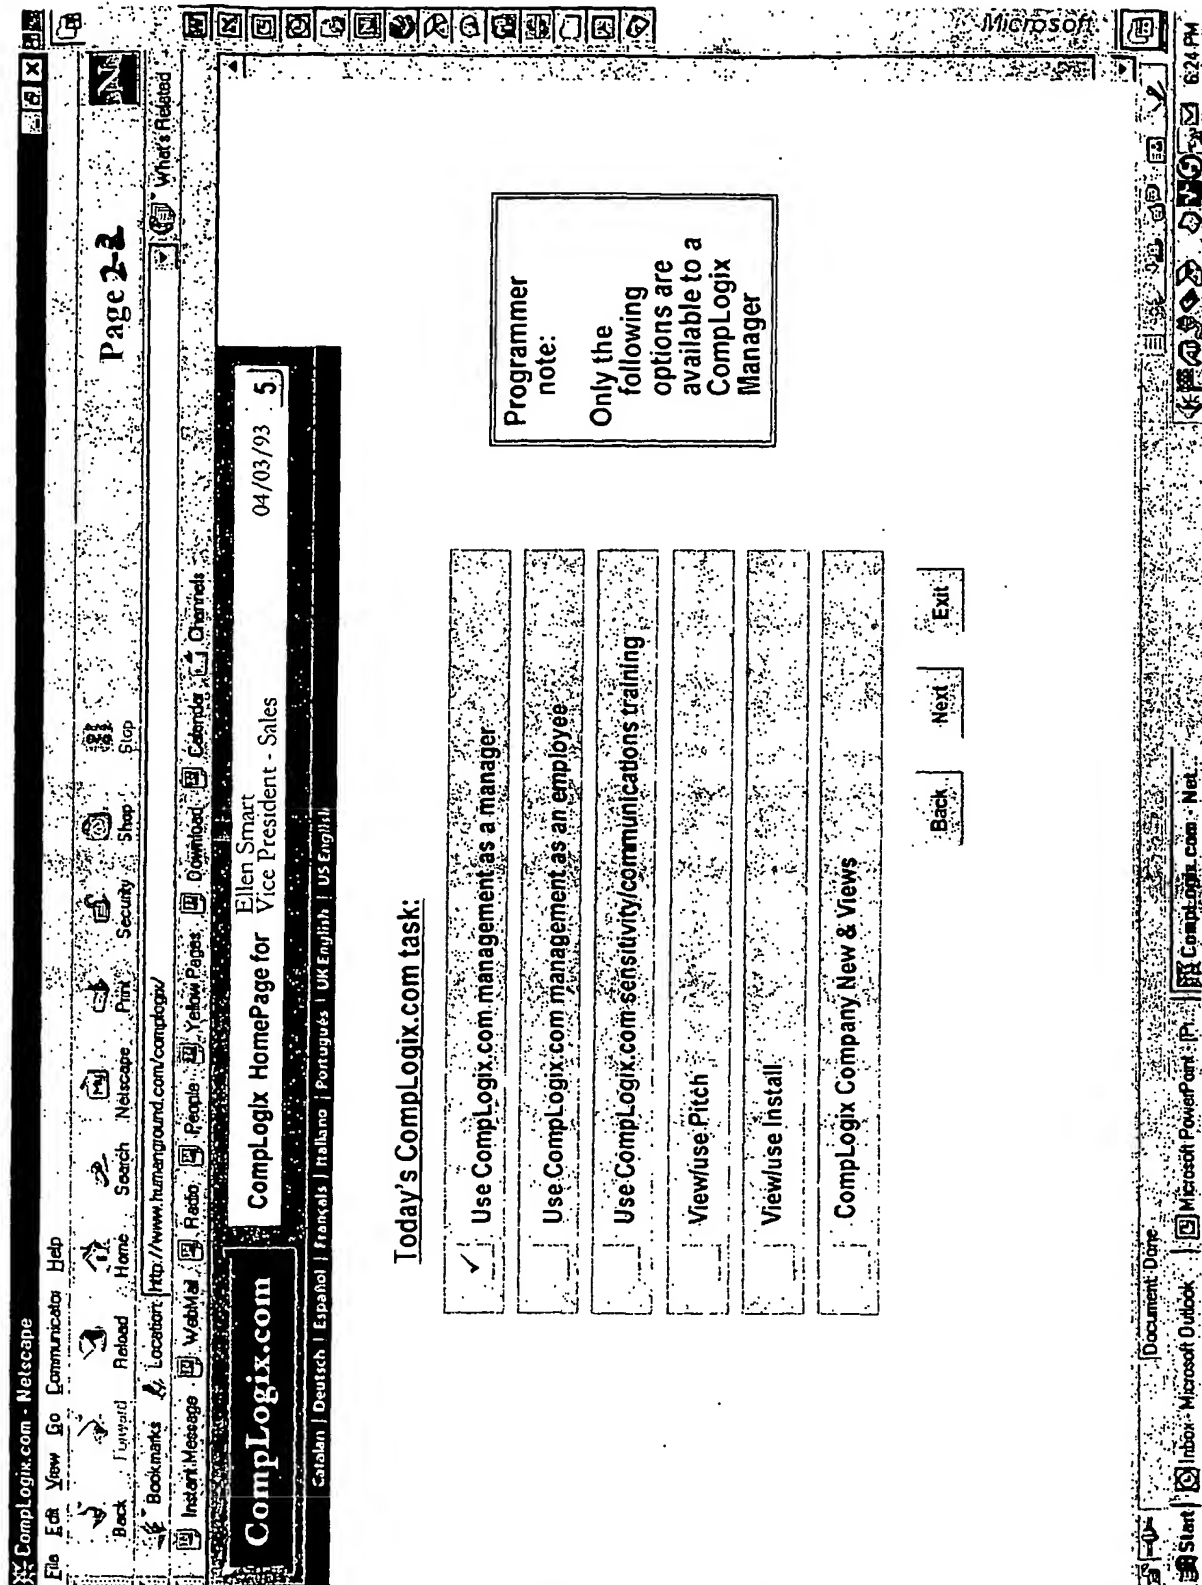 CompLogix.com - Netscape
File Edit View Go Communicator Help
Back Forward Reload Home Search Netscape Print Security Shop Stop
Page 2-2
Bookmarks Location: http://www.humanground.com/complogix/ What's Related
Instant Message WebMail Radio People Yellow Pages Download Calendar Channels
CompLogix.com
CompLogix HomePage for
Ellen Smart
Vice President - Sales
04/03/93 5
Catalan | Deutsch | Español | Français | Italiano | Português | UK English | US English
Today's CompLogix.com task:
Use CompLogix.com management as a manager
Use CompLogix.com management as an employee
Use CompLogix.com sensitivity/communications training
View/use Pitch
View/use Install
CompLogix Company New & Views
Programmer
note:
Only the
following
options are
available to a
CompLogix
Manager
Back Next Exit
Microsoft
Document: Done
Start Inbox - Microsoft Outlook Microsoft PowerPoint - [P... CompLogix.com - Net... 6:24 PM